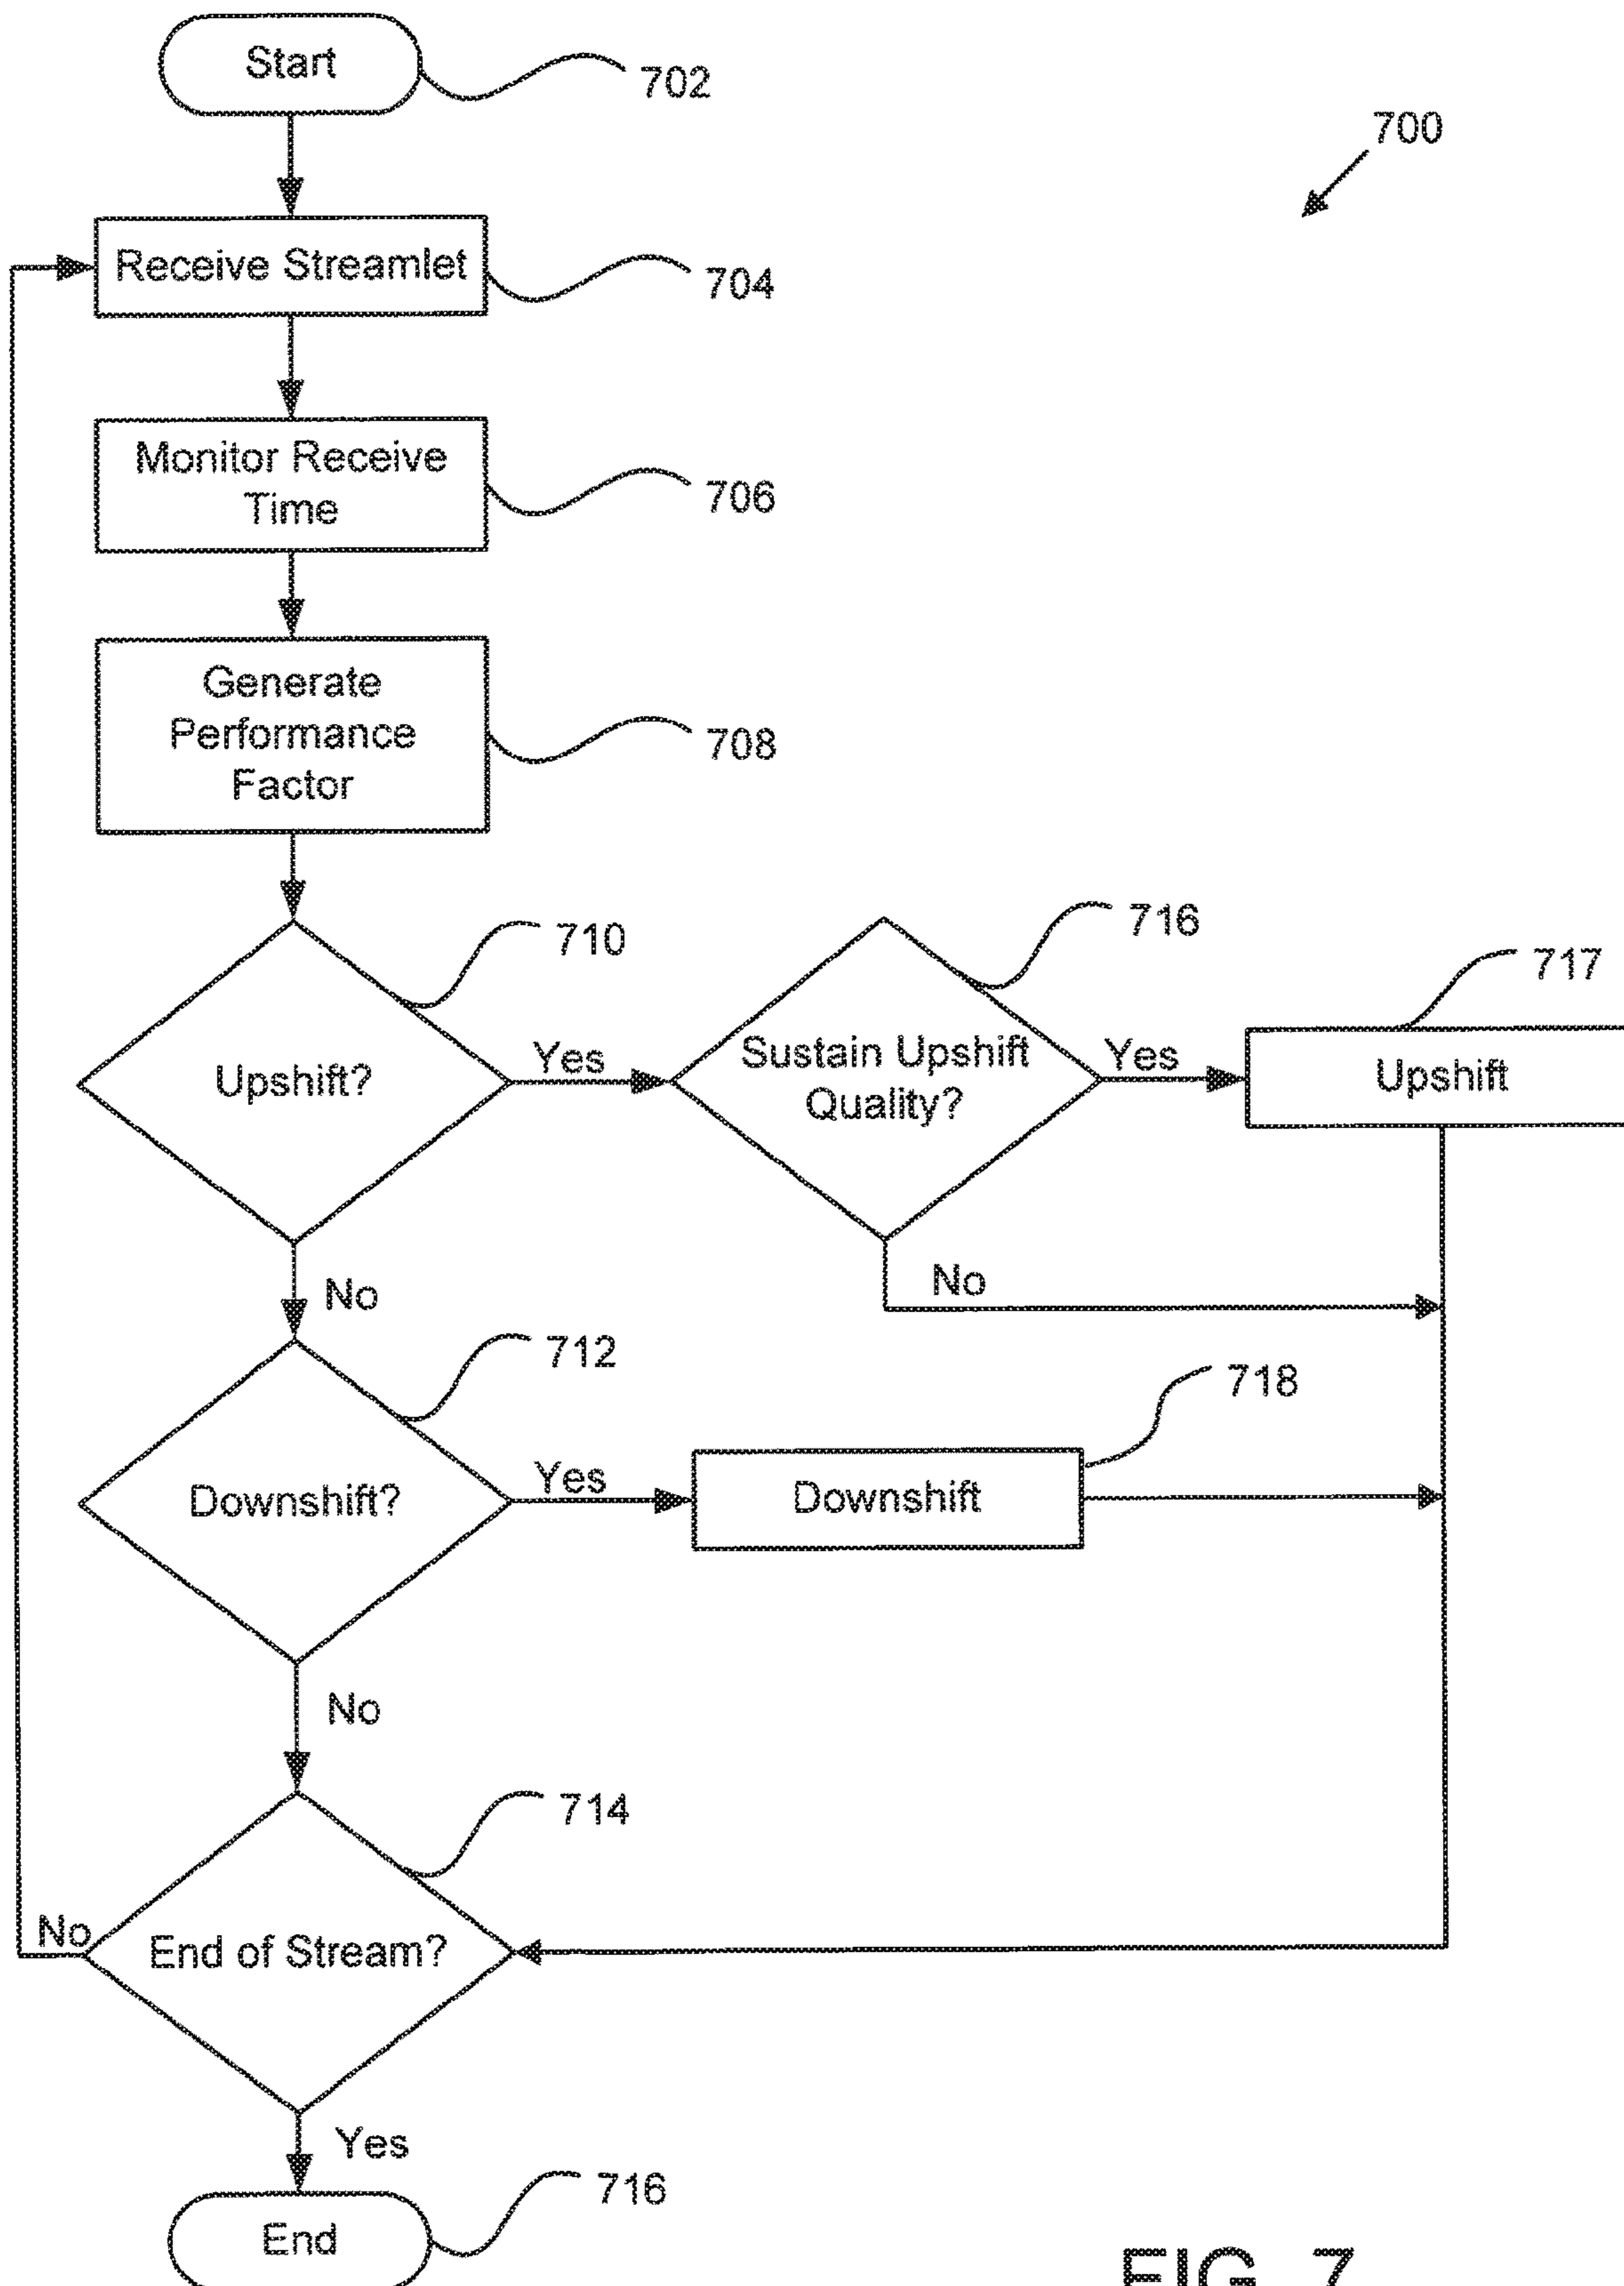 Start
702
700
Receive Streamlet
704
Monitor Receive
Time
706
Generate
Performance
Factor
708
710
716
717
Upshift?
Yes
Sustain Upshift
Quality?
Yes
Upshift
No
No
712
718
Downshift?
Yes
Downshift
No
714
No
End of Stream?
Yes
716
End
FIG. 7